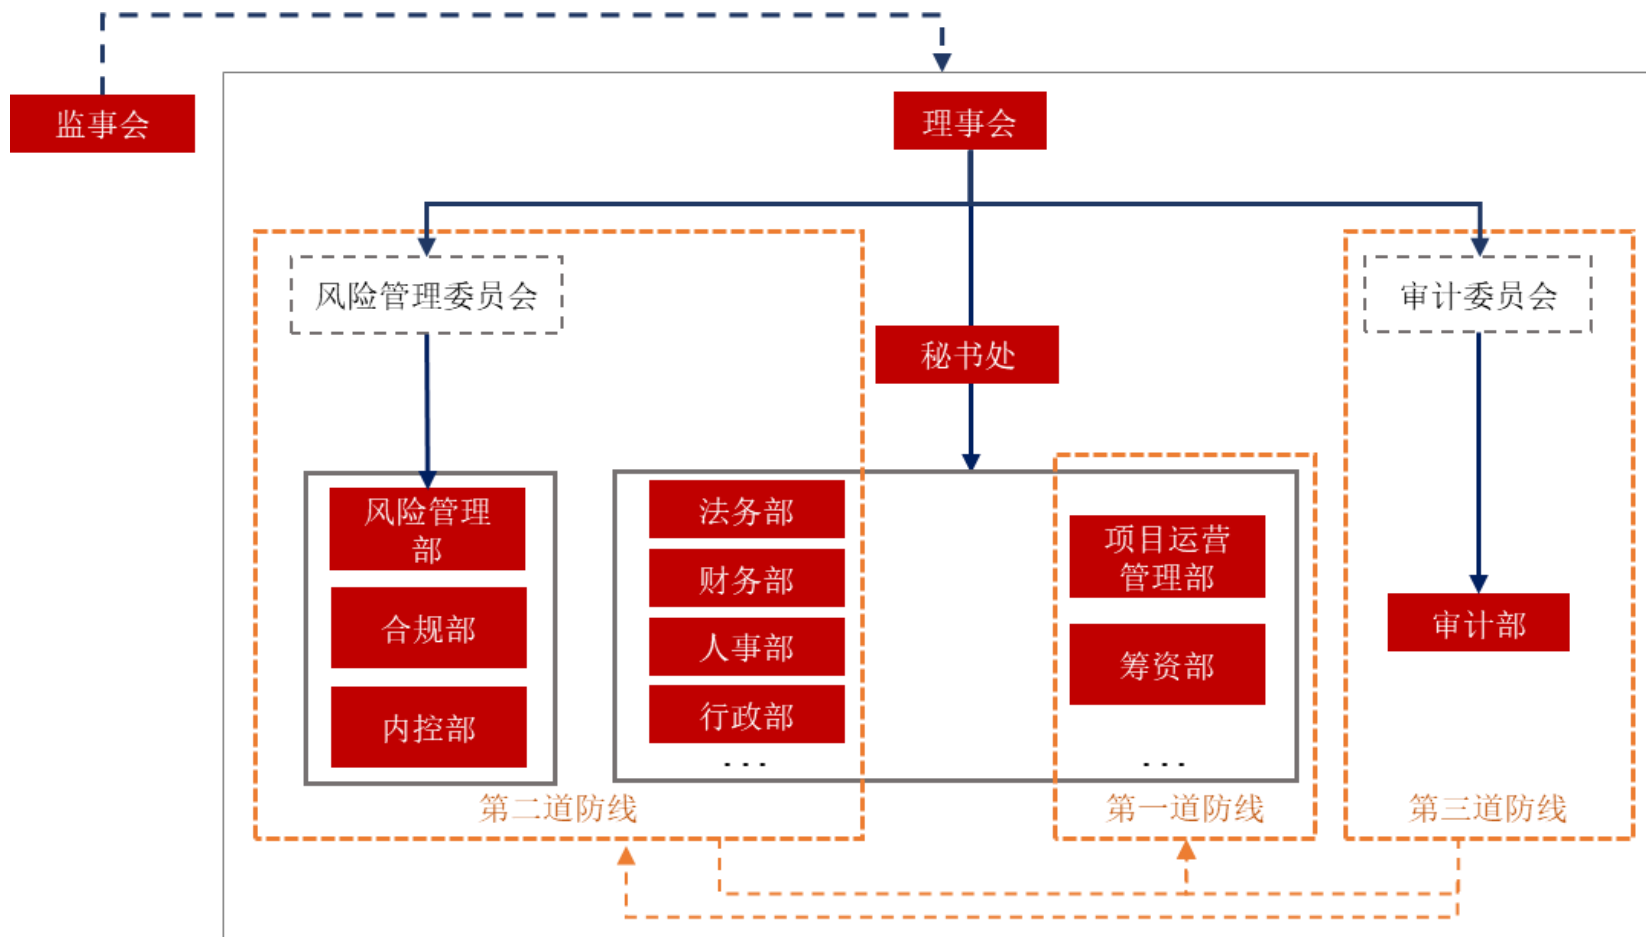 监事会
理事会
风险管理委员会
审计委员会
秘书处
风险管理
部
合规部
内控部
法务部
财务部
人事部
行政部
...
项目运营
管理部
筹资部
...
审计部
第二道防线
第一道防线
第三道防线